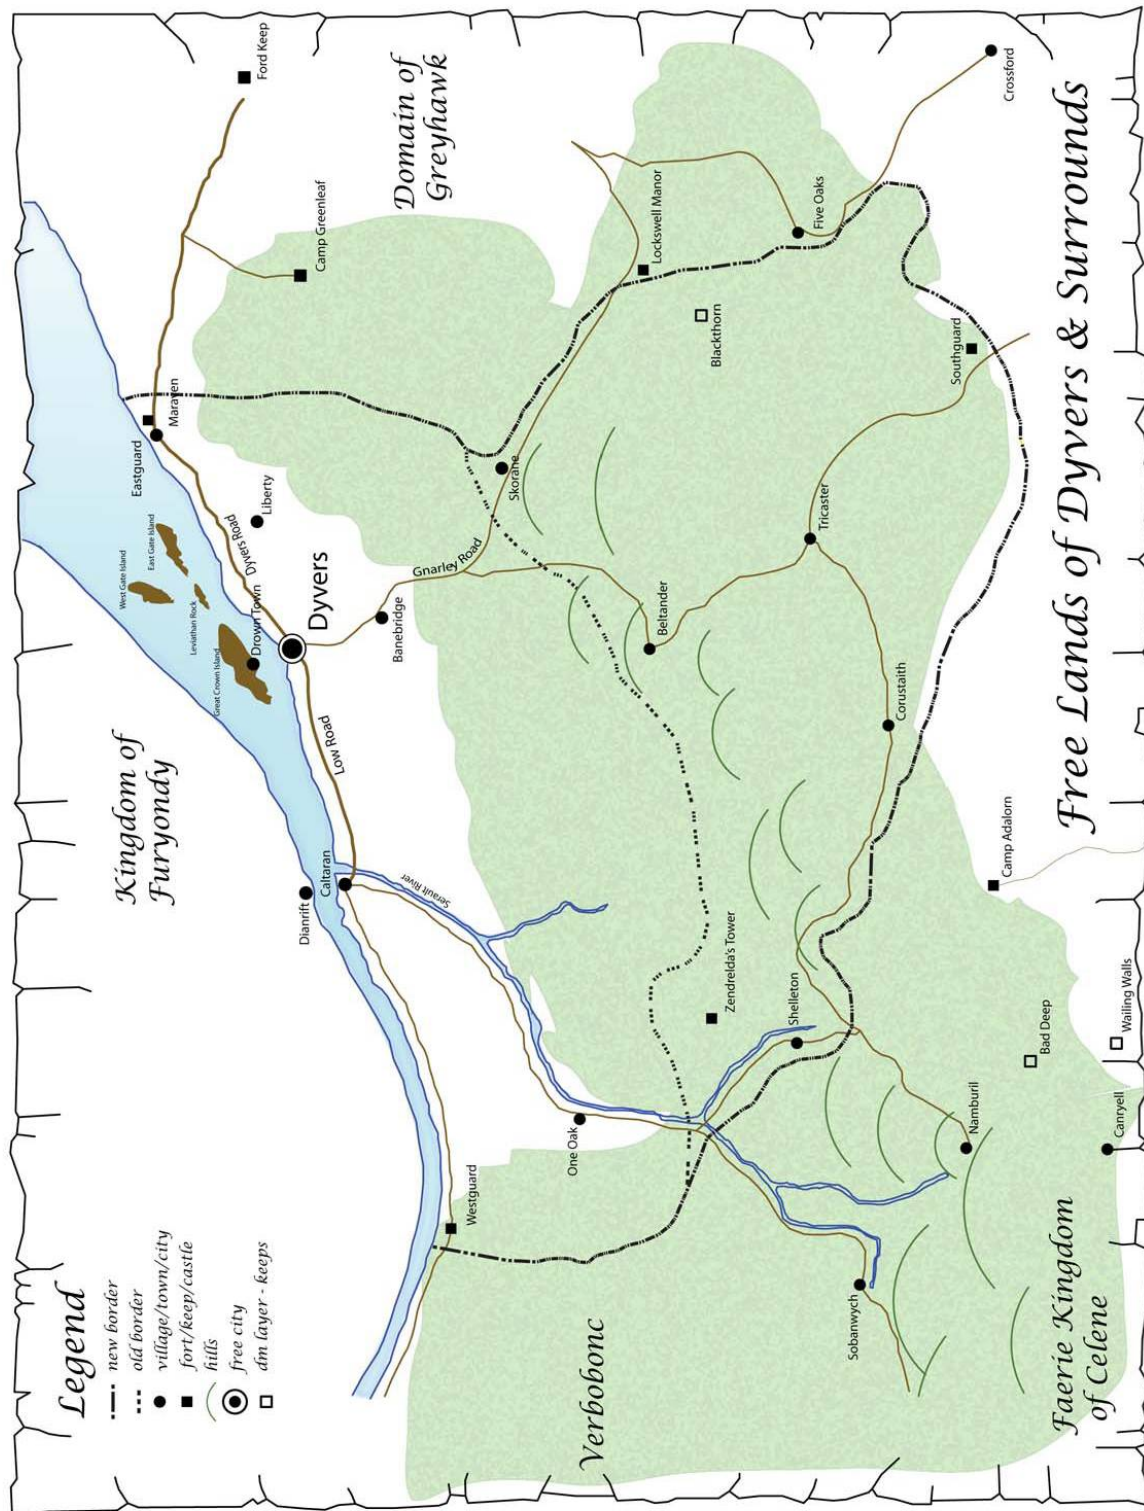 Legend
new border
old border
village/town/city
fort/keep/castle
hills
free city
dm layer - keeps
Kingdom of
Furyondy
Domain of
Greyhawk
Verbobonc
Faerie Kingdom
of Celene
Free Lands of Dyvers & Surrounds
West Gate Island
East Gate Island
Leviathan Rock
Great Crown Island
Drown Town
Eastguard
Maraven
Ford Keep
Camp Greenleaf
Liberty
Dyvers Road
Dyvers
Low Road
Dianrift
Caltaran
Serault River
Banebridge
Gnarley Road
Skorane
Lockswell Manor
Westguard
One Oak
Beltander
Blackthorn
Five Oaks
Crossford
Zendrelda's Tower
Shelleton
Tricaster
Corustaith
Southguard
Sobanwych
Namburil
Camp Adalorn
Bad Deep
Wailing Walls
Canryell